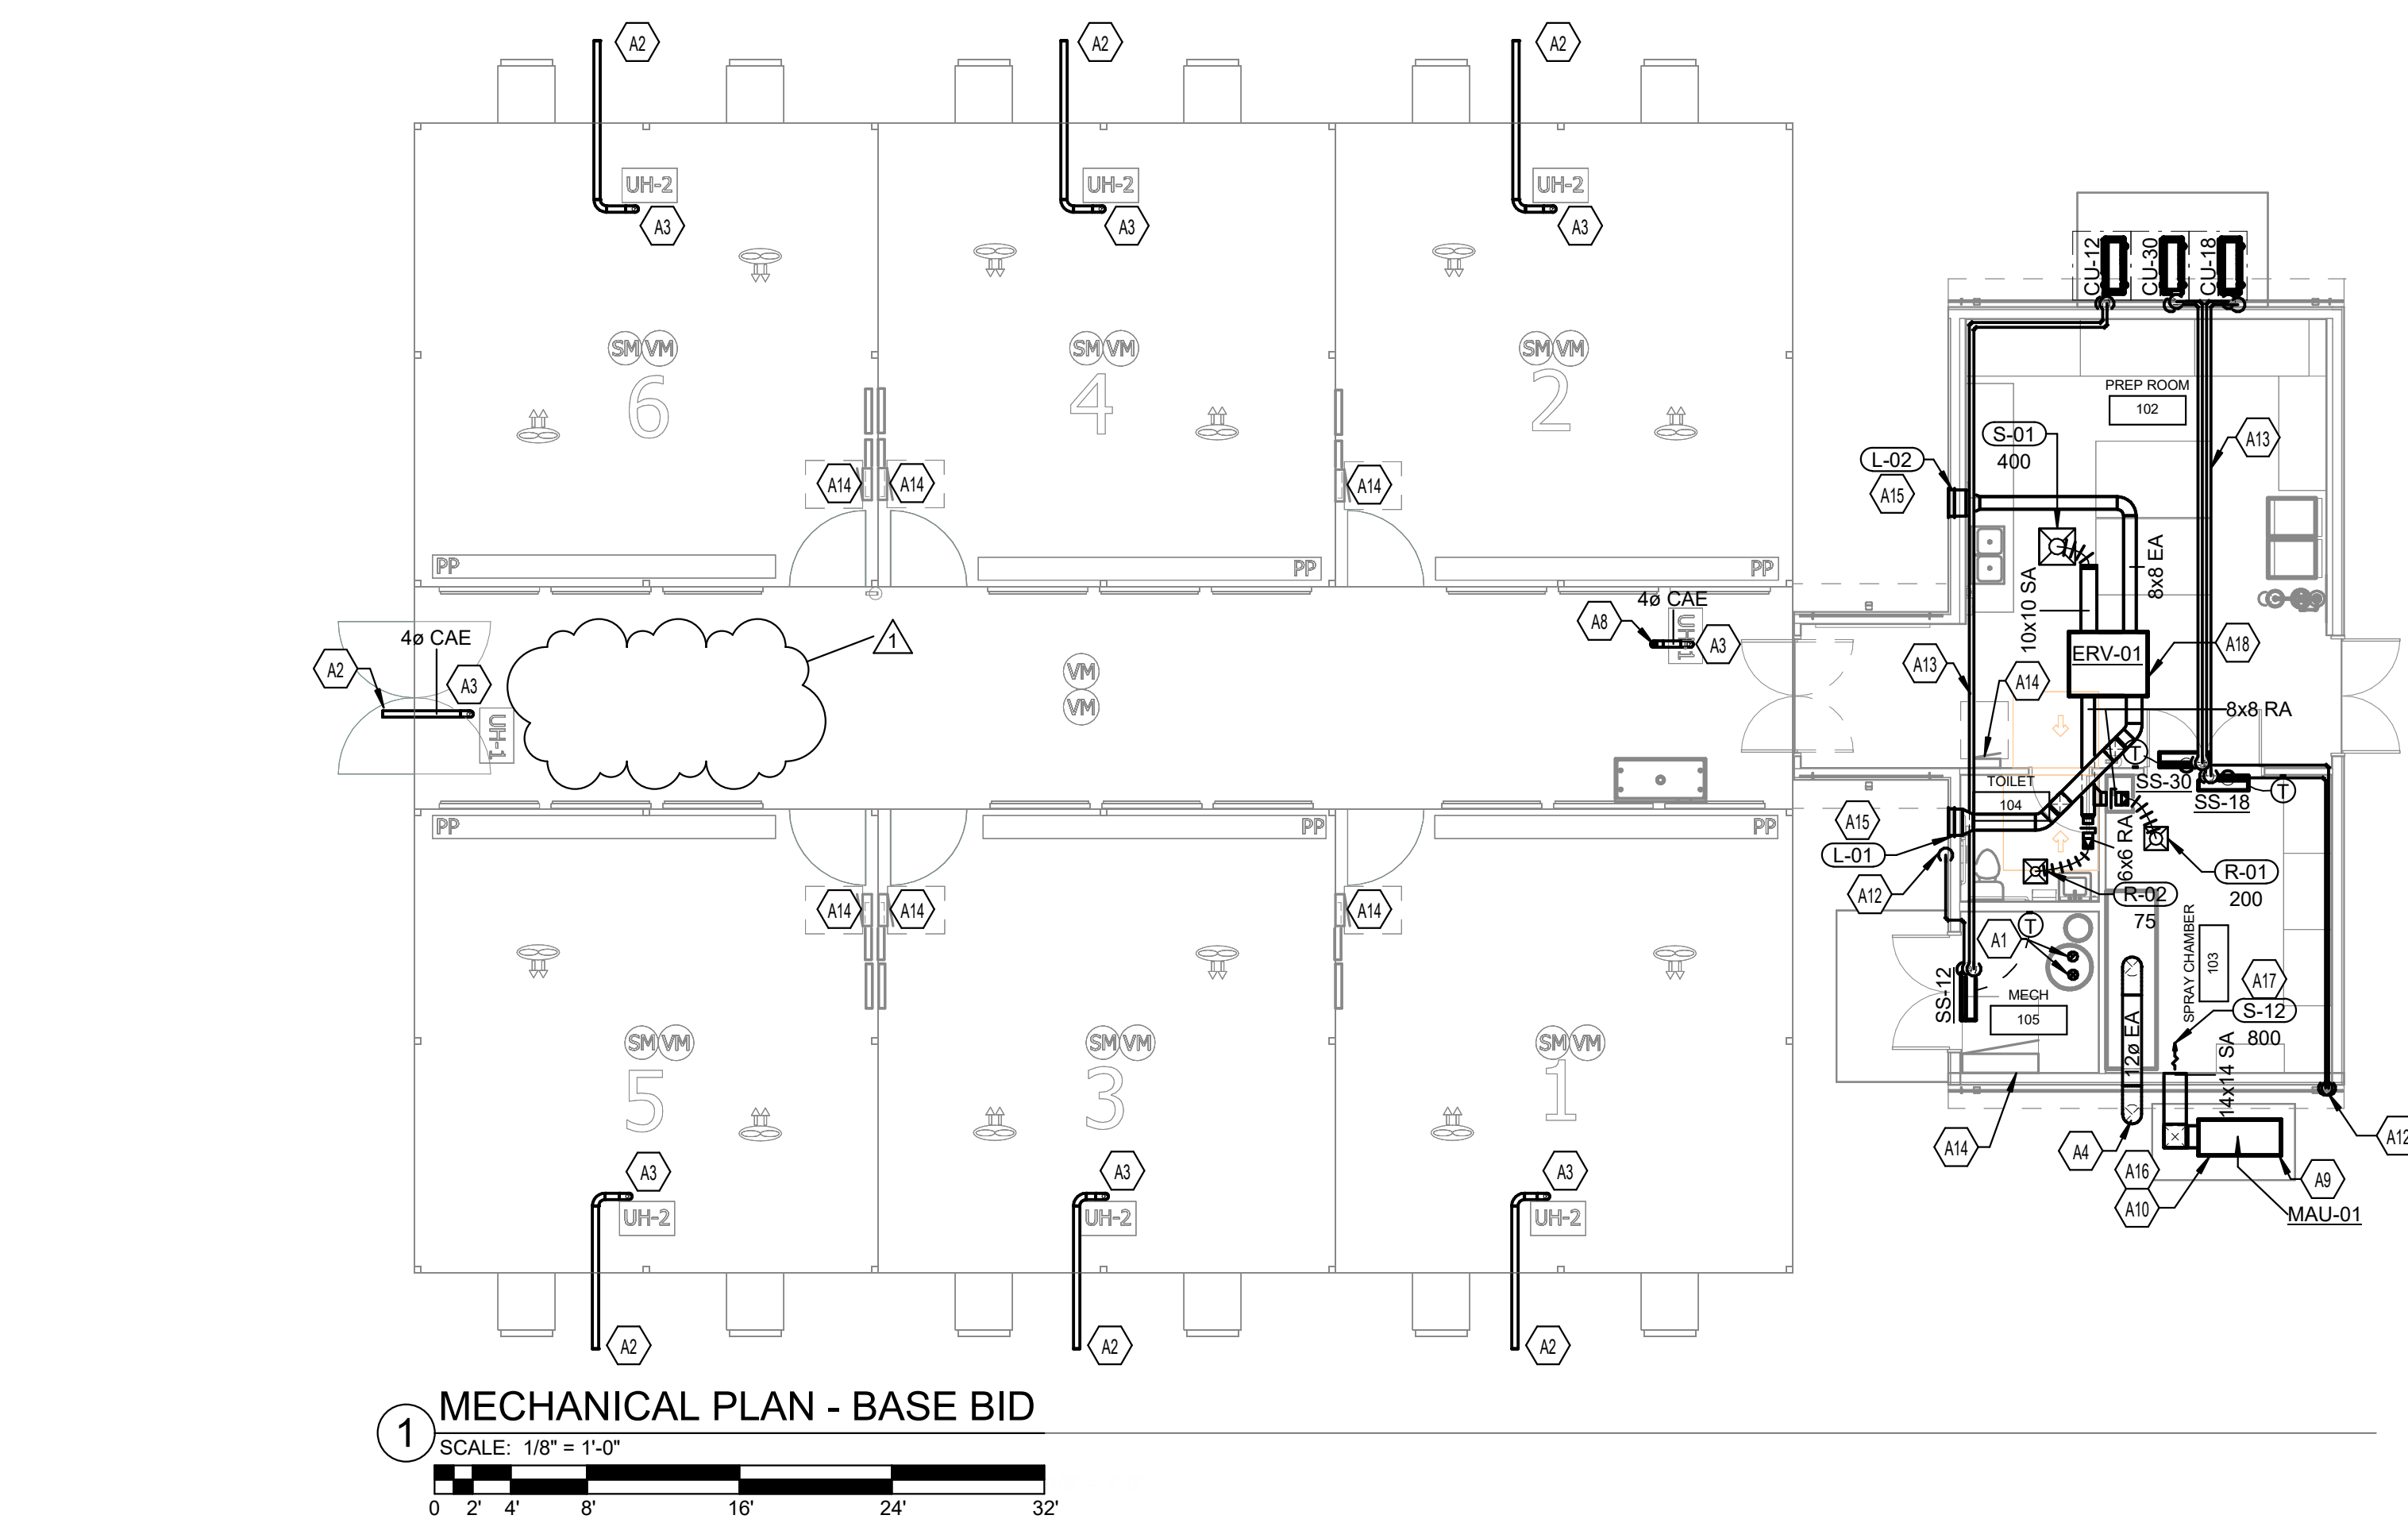 A2
A2
A2
UH-2
UH-2
UH-2
A3
A3
A3
CU-12
CU-30
CU-18
SM VM
SM VM
SM VM
6
4
2
PREP ROOM
102
S-01
400
A13
L-02
A15
A14
A14
A14
10x10 SA
8x8 EA
PP
PP
PP
4ø CAE
A8
UH-1
A3
1
4ø CAE
A2
A3
UH-1
VM
VM
ERV-01
A18
A13
A14
8x8 RA
T
SS-30
SS-18
T
TOILET
104
PP
PP
PP
A15
L-01
A12
6x6 RA
R-01
200
R-02
75
A14
A14
A14
A1
T
SPRAY CHAMBER
103
A17
S-12
800
SS-12
MECH
105
12ø EA
14x14 SA
SM VM
SM VM
SM VM
5
3
1
A14
A4
A16
A10
A9
A12
MAU-01
A3
A3
A3
UH-2
UH-2
UH-2
A2
A2
A2
1
MECHANICAL PLAN - BASE BID
SCALE: 1/8" = 1'-0"
0 2' 4' 8' 16' 24' 32'